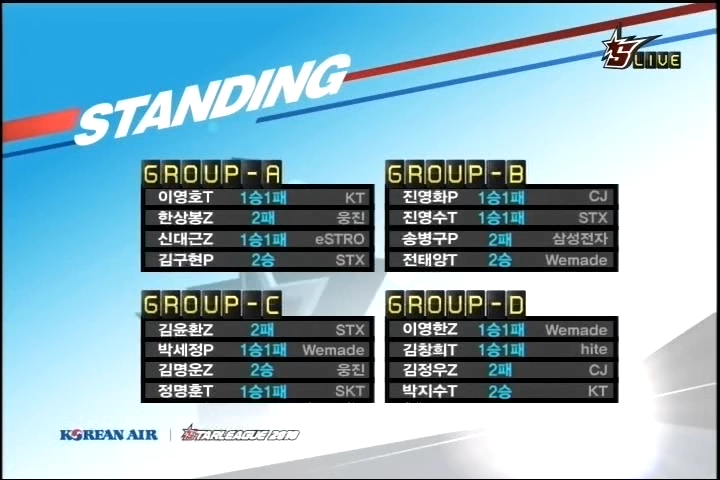 LIVE
STANDING
GROUP-A
이영호T 1승1패 KT
한상봉Z 2패 웅진
신대근Z 1승1패 eSTRO
김구현P 2승 STX
GROUP-B
진영화P 1승1패 CJ
진영수T 1승1패 STX
송병구P 2패 삼성전자
전태양T 2승 Wemade
GROUP-C
김윤환Z 2패 STX
박세정P 1승1패 Wemade
김명운Z 2승 웅진
정명훈T 1승1패 SKT
GROUP-D
이영한Z 1승1패 Wemade
김창희T 1승1패 hite
김정우Z 2패 CJ
박지수T 2승 KT
KOREAN AIR | STARLEAGUE 2010